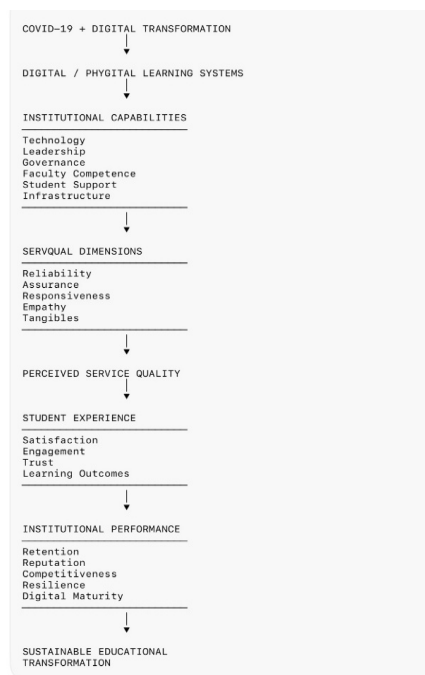 COVID–19 + DIGITAL TRANSFORMATION
DIGITAL / PHYGITAL LEARNING SYSTEMS
INSTITUTIONAL CAPABILITIES
Technology
Leadership
Governance
Faculty Competence
Student Support
Infrastructure
SERVQUAL DIMENSIONS
Reliability
Assurance
Responsiveness
Empathy
Tangibles
PERCEIVED SERVICE QUALITY
STUDENT EXPERIENCE
Satisfaction
Engagement
Trust
Learning Outcomes
INSTITUTIONAL PERFORMANCE
Retention
Reputation
Competitiveness
Resilience
Digital Maturity
SUSTAINABLE EDUCATIONAL
TRANSFORMATION